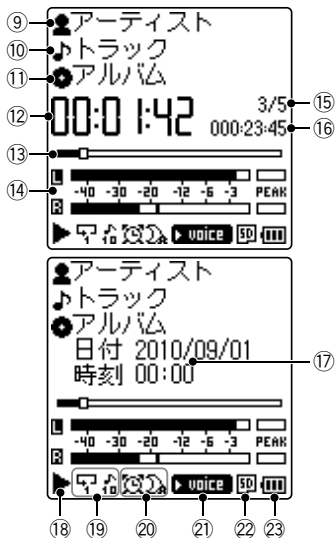 ⑨ アーティスト
⑩ トラック
⑪ アルバム
⑫ 00:01:42 3/5 ⑮
000:23:45 ⑯
⑬
L
⑭ -40 -30 -20 -12 -6 -3 PEAK
R
1 10 A voice SD
アーティスト
トラック
アルバム
日付 2010/09/01
時刻 00:00 ⑰
L
-40 -30 -20 -12 -6 -3 PEAK
R
1 10 A voice SD
⑱ ⑲ ⑳ ㉑ ㉒ ㉓